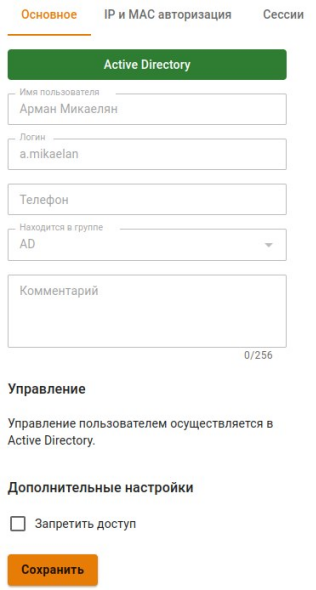 Основное IP и MAC авторизация Сессии
Active Directory
Имя пользователя
Арман Микаелян
Логин
a.mikaelan
Телефон
Находится в группе
AD
Комментарий
0/256
Управление
Управление пользователем осуществляется в
Active Directory.
Дополнительные настройки
Запретить доступ
Сохранить